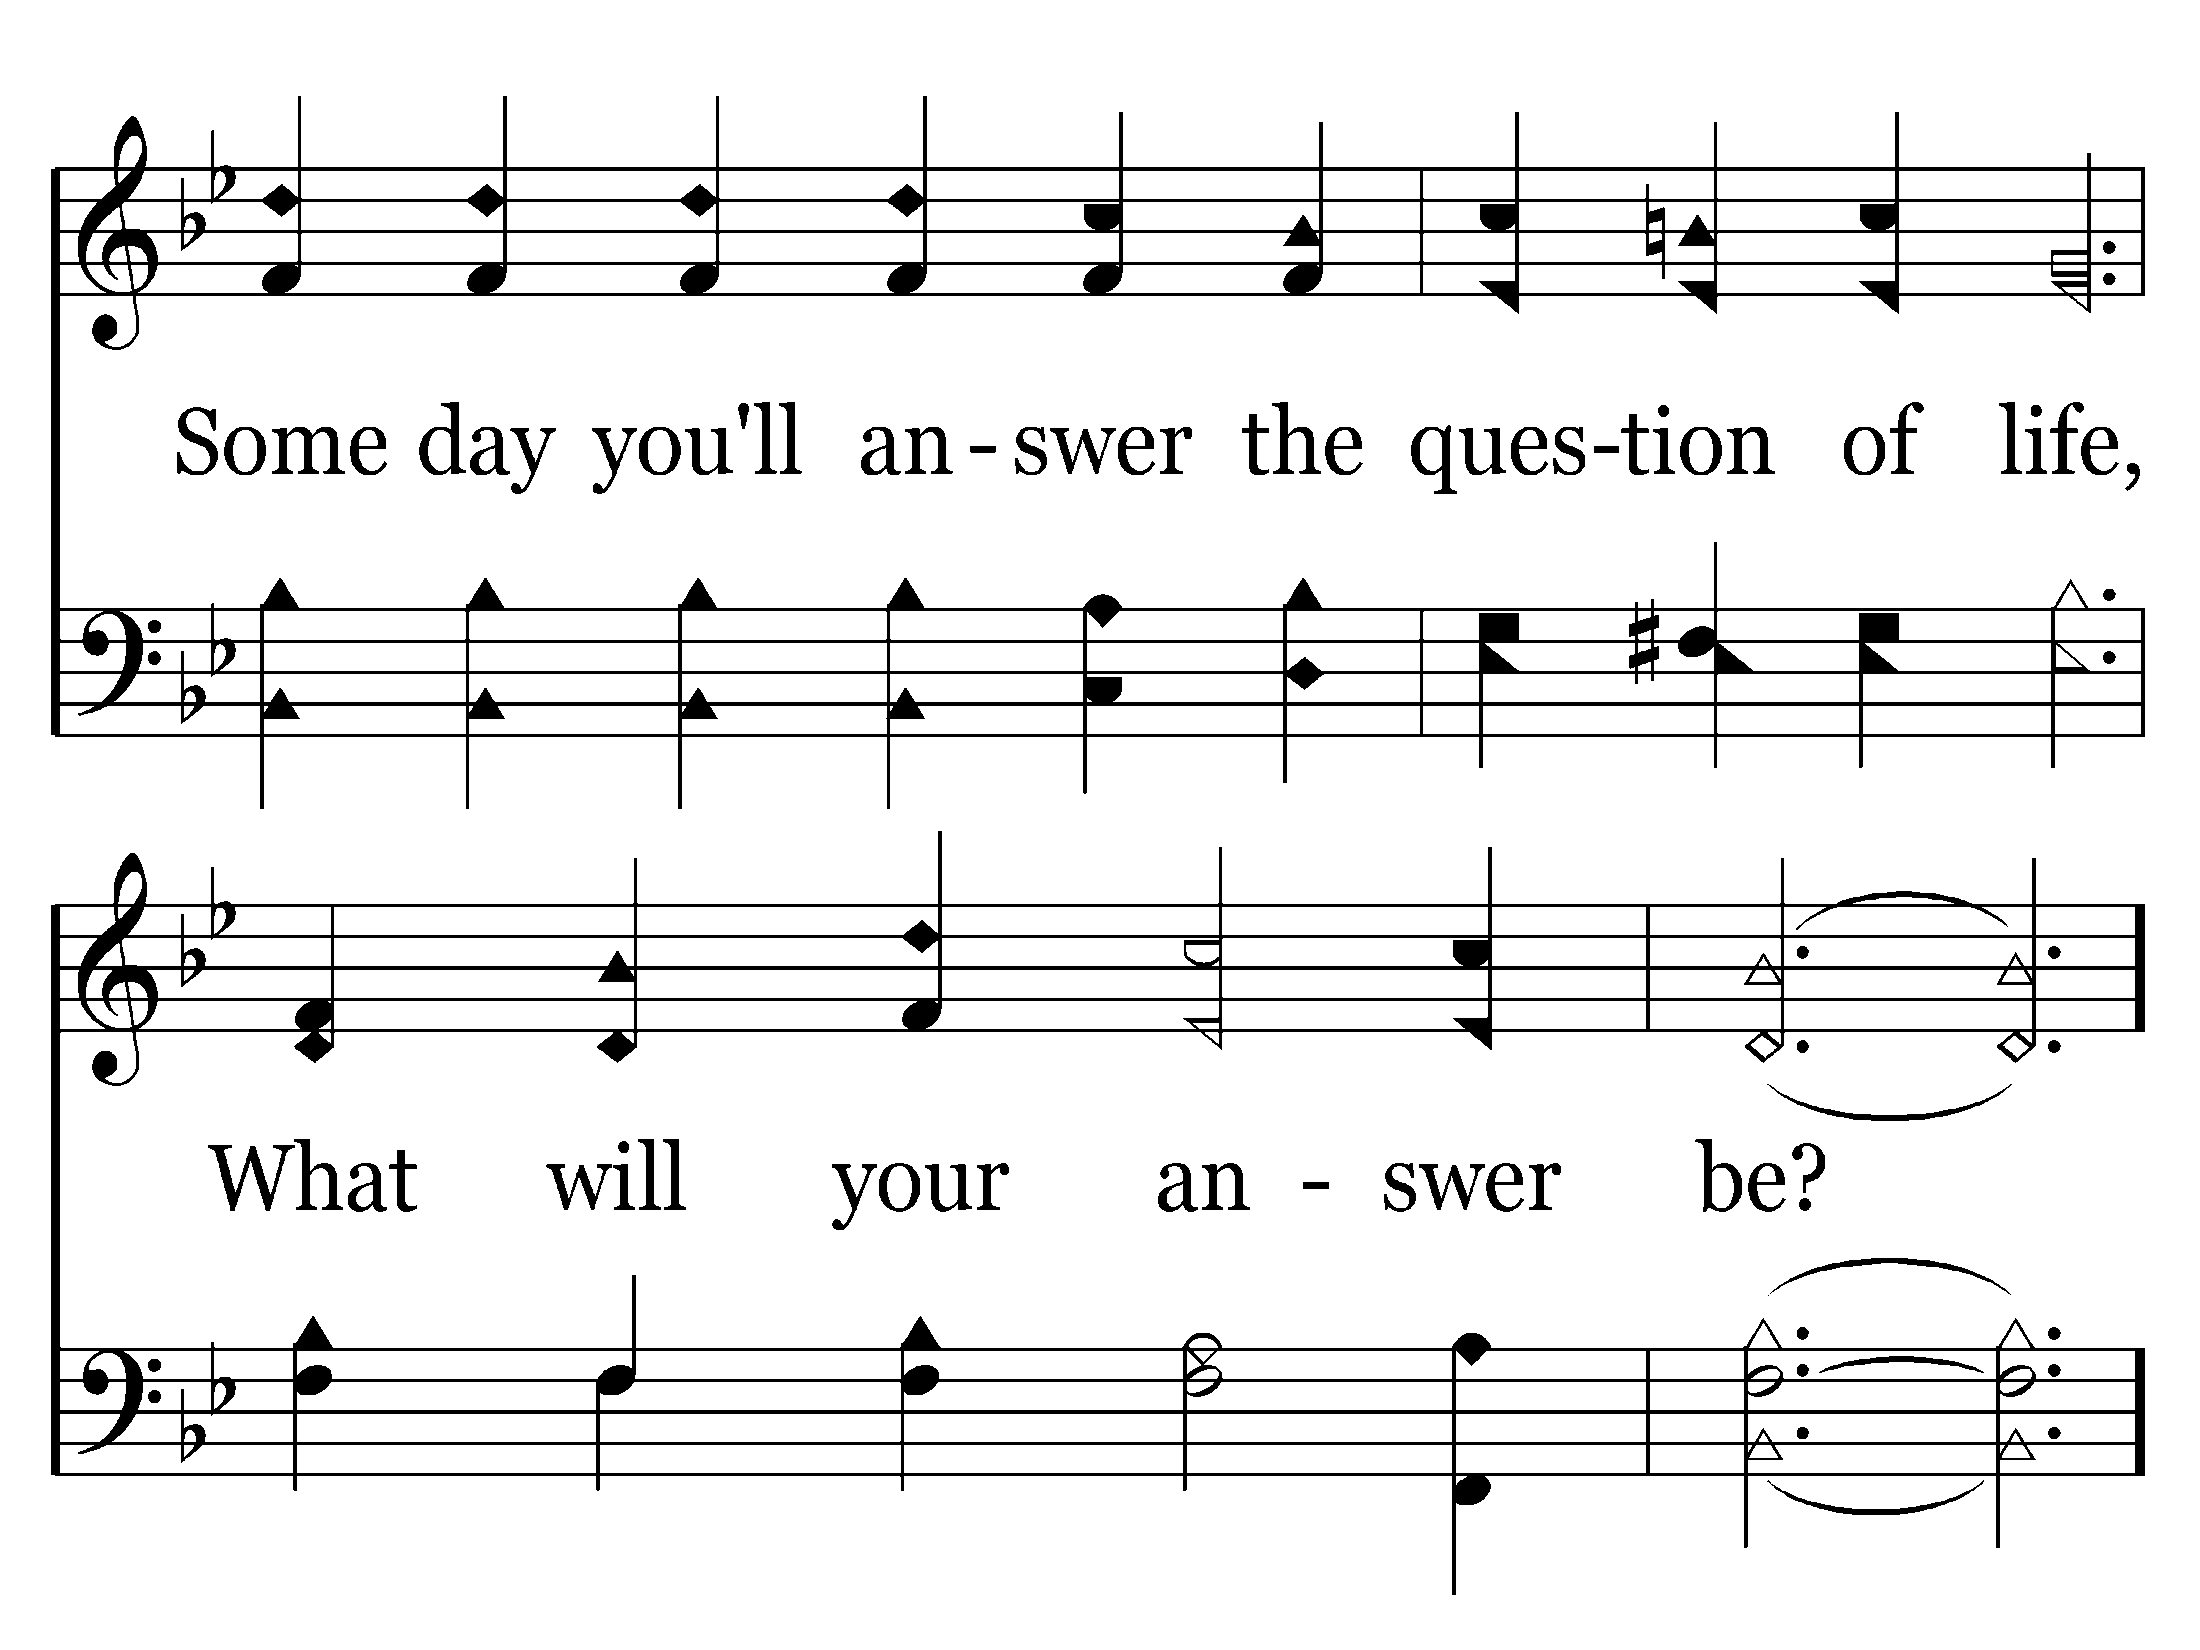 Some day you'll an - swer the ques-tion of life,
What will your an - swer be?